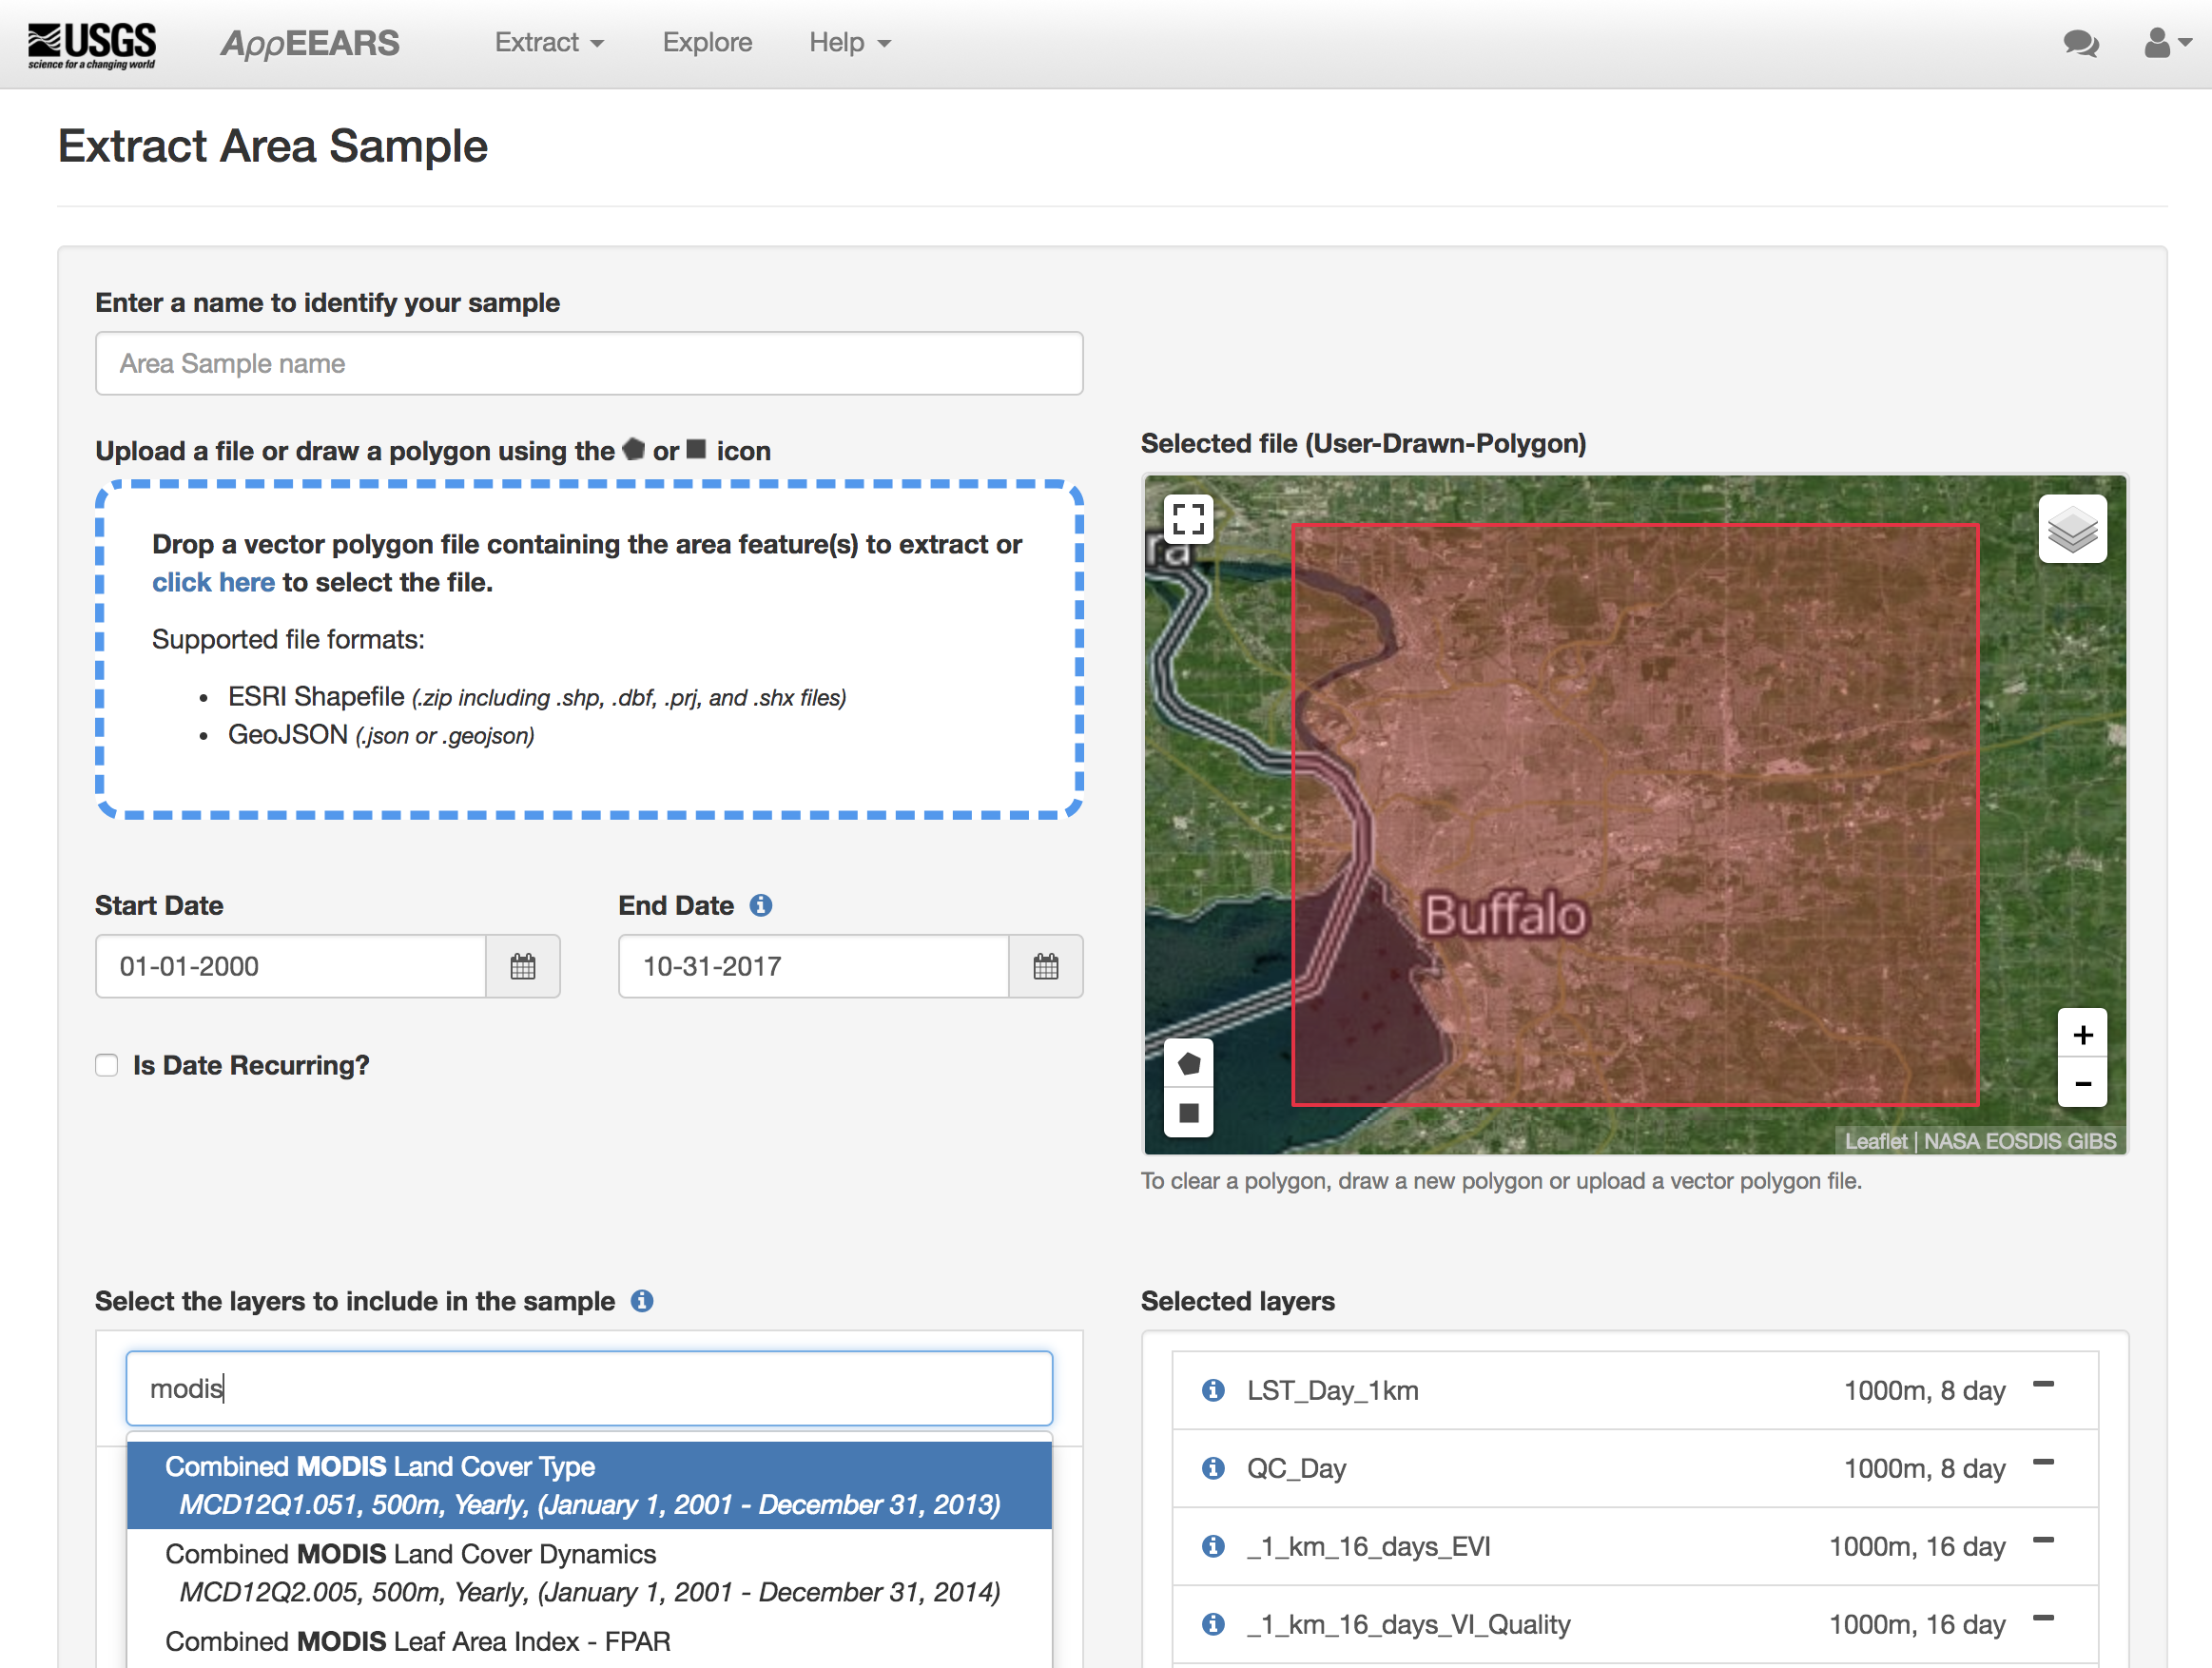 USGS
science for a changing world
AppEEARS
Extract
Explore
Help
Extract Area Sample
Enter a name to identify your sample
Area Sample name
Upload a file or draw a polygon using the or icon
Drop a vector polygon file containing the area feature(s) to extract or
click here to select the file.
Supported file formats:
• ESRI Shapefile (.zip including .shp, .dbf, .prj, and .shx files)
• GeoJSON (.json or .geojson)
Start Date
End Date
01-01-2000
10-31-2017
Is Date Recurring?
Selected file (User-Drawn-Polygon)
ra
Buffalo
+
−
Leaflet | NASA EOSDIS GIBS
To clear a polygon, draw a new polygon or upload a vector polygon file.
Select the layers to include in the sample
modis
Combined MODIS Land Cover Type
MCD12Q1.051, 500m, Yearly, (January 1, 2001 - December 31, 2013)
Combined MODIS Land Cover Dynamics
MCD12Q2.005, 500m, Yearly, (January 1, 2001 - December 31, 2014)
Combined MODIS Leaf Area Index - FPAR
Selected layers
LST_Day_1km 1000m, 8 day
QC_Day 1000m, 8 day
_1_km_16_days_EVI 1000m, 16 day
_1_km_16_days_VI_Quality 1000m, 16 day